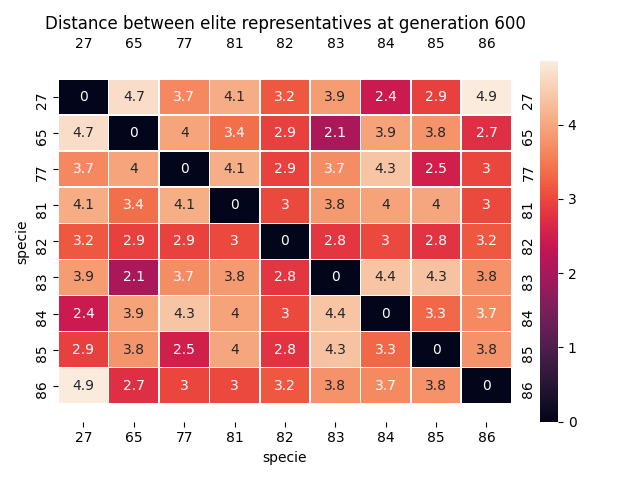 Distance between elite representatives at generation 600
27 65 77 81 82 83 84 85 86
27 0 4.7 3.7 4.1 3.2 3.9 2.4 2.9 4.9 27
65 4.7 0 4 3.4 2.9 2.1 3.9 3.8 2.7 65 4
77 3.7 4 0 4.1 2.9 3.7 4.3 2.5 3 77
81 4.1 3.4 4.1 0 3 3.8 4 4 3 81 3
specie 82 3.2 2.9 2.9 3 0 2.8 3 2.8 3.2 82
83 3.9 2.1 3.7 3.8 2.8 0 4.4 4.3 3.8 83 2
84 2.4 3.9 4.3 4 3 4.4 0 3.3 3.7 84
85 2.9 3.8 2.5 4 2.8 4.3 3.3 0 3.8 85 1
86 4.9 2.7 3 3 3.2 3.8 3.7 3.8 0 86
0
27 65 77 81 82 83 84 85 86
specie